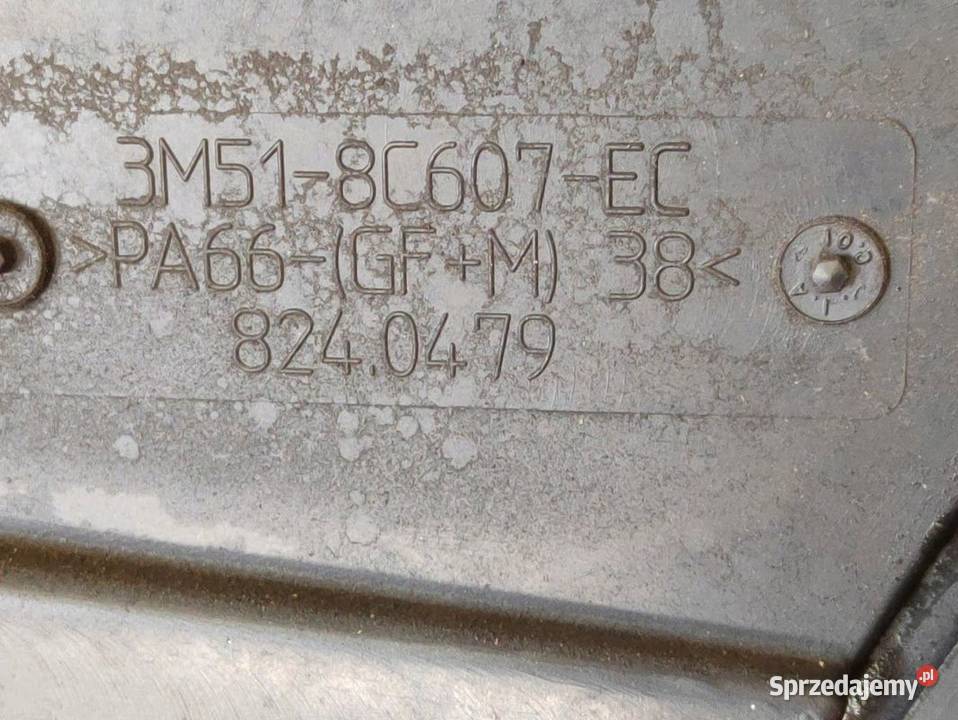 3M51-8C607-EC
>PA66-(GF+M) 38<
824.0479
Sprzedajemy.pl